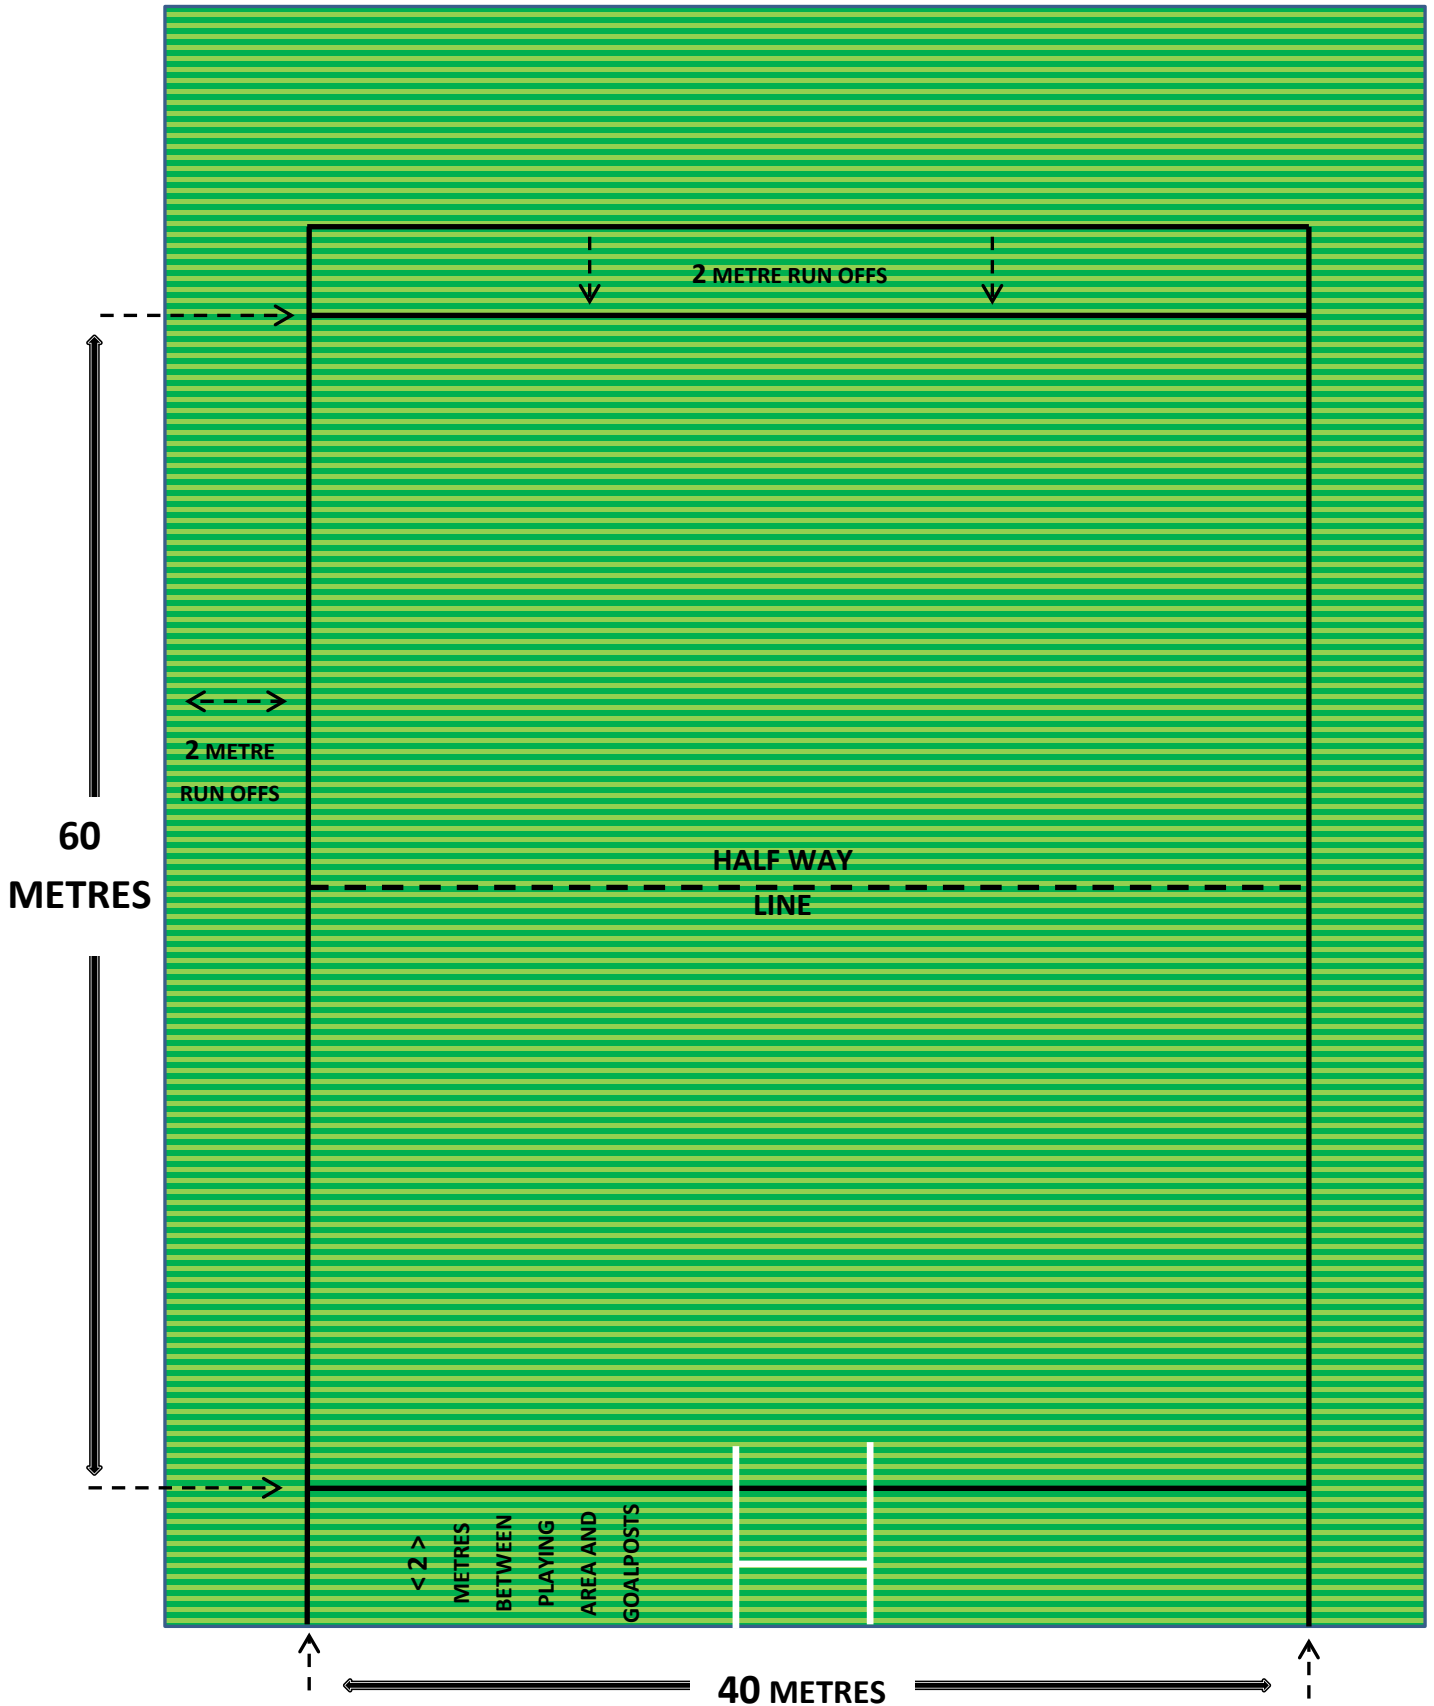 2 METRE RUN OFFS
2 METRE
RUN OFFS
60
METRES
HALF WAY
LINE
< 2 >
METRES
BETWEEN
PLAYING
AREA AND
GOALPOSTS
40 METRES